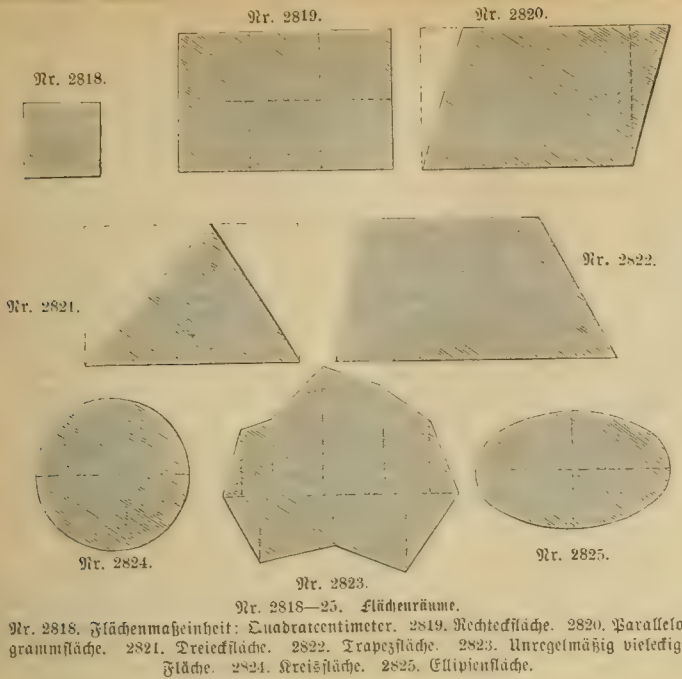 Nr. 2819.
Nr. 2820.
Nr. 2818.
Nr. 2822.
Nr. 2821.
Nr. 2824.
Nr. 2823.
Nr. 2825.
Nr. 2818—25. Flächenräume.
Nr. 2818. Flächenmaßeinheit: Quadratcentimeter. 2819. Rechteckfläche. 2820. Parallelo
grammfläche. 2821. Dreieckfläche. 2822. Trapezfläche. 2823. Unregelmäßig vieleckig
Fläche. 2824. Kreisfläche. 2825. Ellipsenfläche.